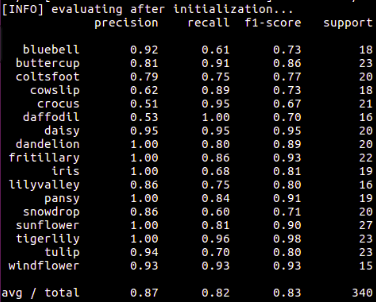 [INFO] evaluating after initialization...
precision recall f1-score support
bluebell 0.92 0.61 0.73 18
buttercup 0.81 0.91 0.86 23
coltsfoot 0.79 0.75 0.77 20
cowslip 0.62 0.89 0.73 18
crocus 0.51 0.95 0.67 21
daffodil 0.53 1.00 0.70 16
daisy 0.95 0.95 0.95 20
dandelion 1.00 0.80 0.89 20
fritillary 1.00 0.86 0.93 22
iris 1.00 0.68 0.81 19
lilyvalley 0.86 0.75 0.80 16
pansy 1.00 0.84 0.91 19
snowdrop 0.86 0.60 0.71 20
sunflower 1.00 0.81 0.90 27
tigerlily 1.00 0.96 0.98 23
tulip 0.94 0.70 0.80 23
windflower 0.93 0.93 0.93 15
avg / total 0.87 0.82 0.83 340